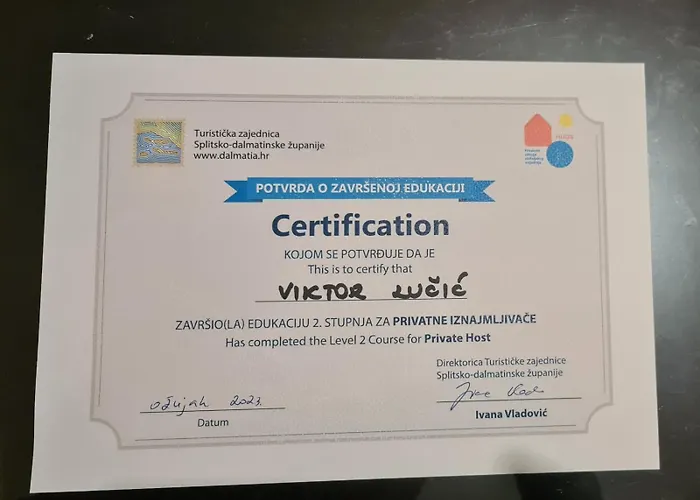 Turistička zajednica
Splitsko-dalmatinske županije
www.dalmatia.hr
POTVRDA O ZAVRŠENOJ EDUKACIJI
Certification
KOJOM SE POTVRĐUJE DA JE
This is to certify that
VIKTOR LUČIĆ
ZAVRŠIO(LA) EDUKACIJU 2. STUPNJA ZA PRIVATNE IZNAJMLJIVAČE
Has completed the Level 2 Course for Private Host
Direktorica Turističke zajednice
Splitsko-dalmatinske županije
ožujak 2023.
Datum
Ivana Vladović